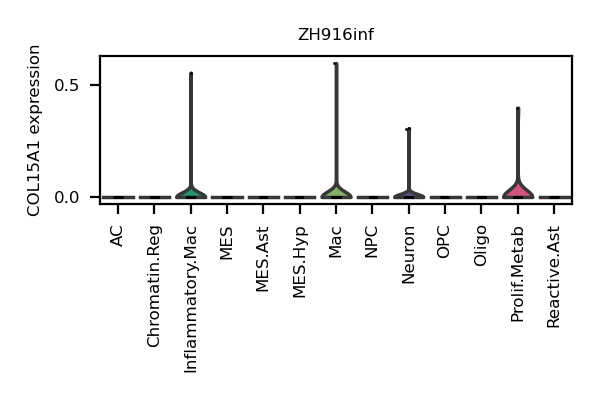 ZH916inf
COL15A1 expression
0.5
0.0
AC
Chromatin.Reg
Inflammatory.Mac
MES
MES.Ast
MES.Hyp
Mac
NPC
Neuron
OPC
Oligo
Prolif.Metab
Reactive.Ast